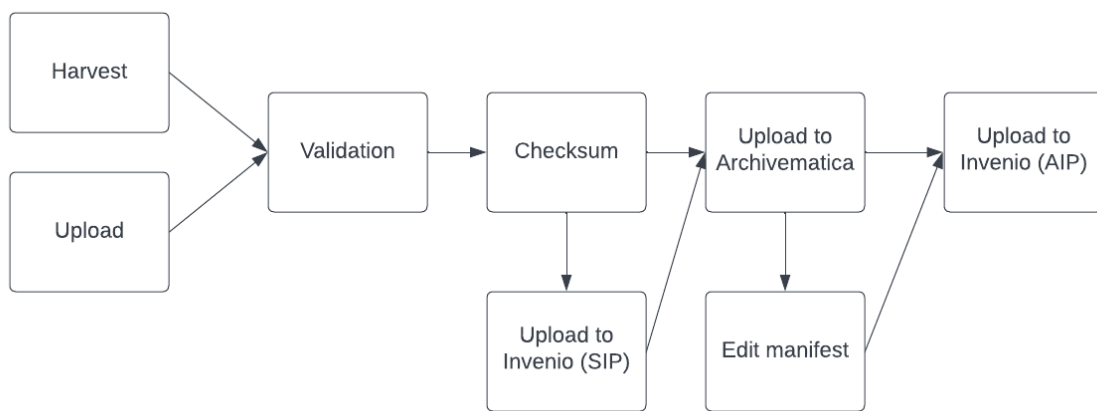 Harvest
Upload
Validation
Checksum
Upload to
Invenio (SIP)
Upload to
Archivematica
Edit manifest
Upload to
Invenio (AIP)